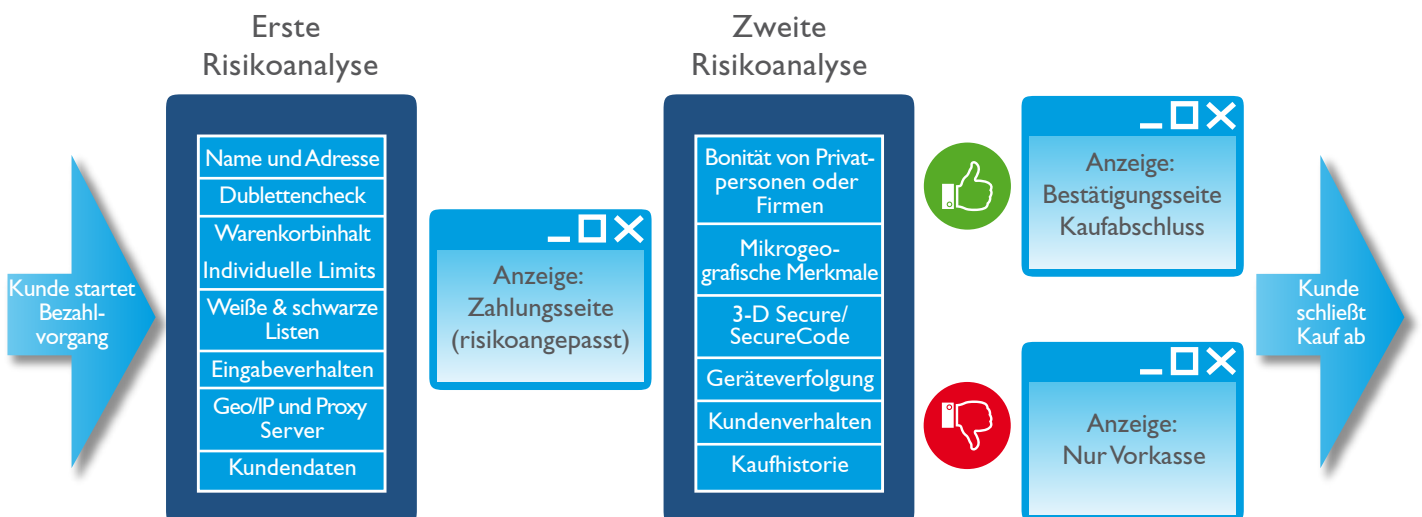 Erste
Risikoanalyse
Zweite
Risikoanalyse
Kunde startet
Bezahl-
vorgang
Name und Adresse
Dublettencheck
Warenkorbinhalt
Individuelle Limits
Weiße & schwarze
Listen
Eingabeverhalten
Geo/IP und Proxy
Server
Kundendaten
Anzeige:
Zahlungsseite
(risikoangepasst)
Bonität von Privat-
personen oder
Firmen
Mikrogeo-
grafische Merkmale
3-D Secure/
SecureCode
Geräteverfolgung
Kundenverhalten
Kaufhistorie
Anzeige:
Bestätigungsseite
Kaufabschluss
Anzeige:
Nur Vorkasse
Kunde
schließt
Kauf ab